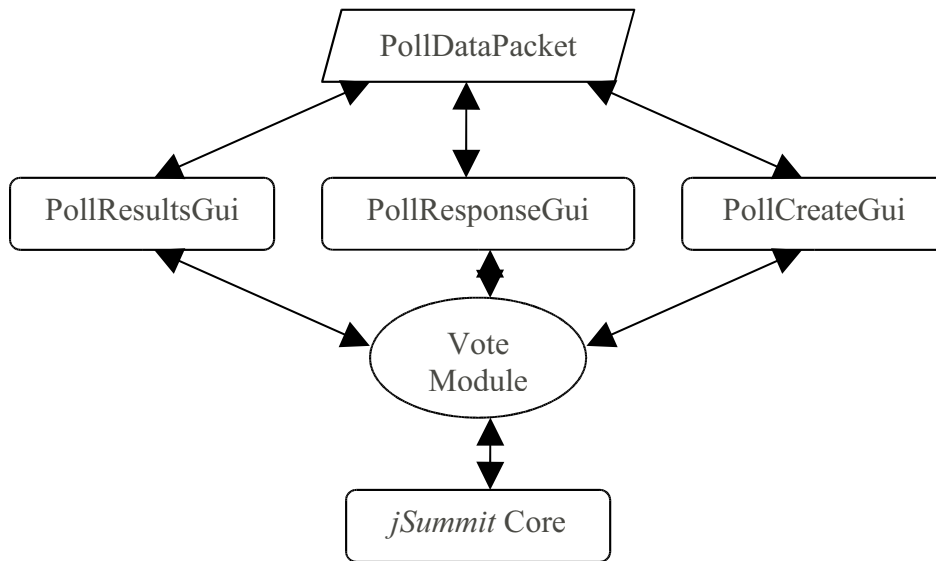 PollDataPacket
PollResultsGui
PollResponseGui
PollCreateGui
Vote
Module
jSummit Core